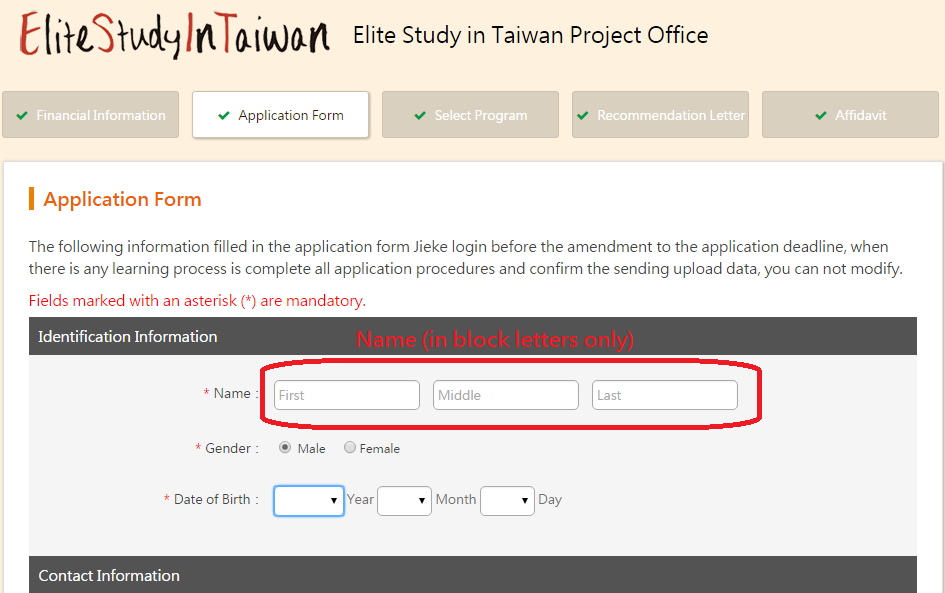 EliteStudyInTaiwan Elite Study in Taiwan Project Office
Financial Information Application Form Select Program Recommendation Letter Affidavit
Application Form
The following information filled in the application form Jieke login before the amendment to the application deadline, when
there is any learning process is complete all application procedures and confirm the sending upload data, you can not modify.
Fields marked with an asterisk (*) are mandatory.
Identification Information Name (in block letters only)
* Name : First Middle Last
* Gender : Male Female
* Date of Birth : Year Month Day
Contact Information